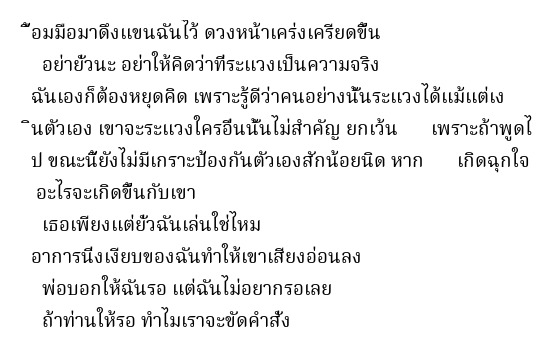 ื้อมมือมาดึงแขนฉันไว้ ดวงหน้าเคร่งเครียดขึ้น
อย่ายั่วนะ อย่าให้คิดว่าที่ระแวงเป็นความจริง
ฉันเองก็ต้องหยุดคิด เพราะรู้ดีว่าคนอย่างนั้นระแวงได้แม้แต่เง
ินตัวเอง เขาจะระแวงใครอื่นนั้นไม่สำคัญ ยกเว้น เพราะถ้าพูดไ
ป ขณะนี้ยังไม่มีเกราะป้องกันตัวเองสักน้อยนิด หาก เกิดฉุกใจ
อะไรจะเกิดขึ้นกับเขา
เธอเพียงแต่ยั่วฉันเล่นใช่ไหม
อาการนิ่งเงียบของฉันทำให้เขาเสียงอ่อนลง
พ่อบอกให้ฉันรอ แต่ฉันไม่อยากรอเลย
ถ้าท่านให้รอ ทำไมเราจะขัดคำสั่ง